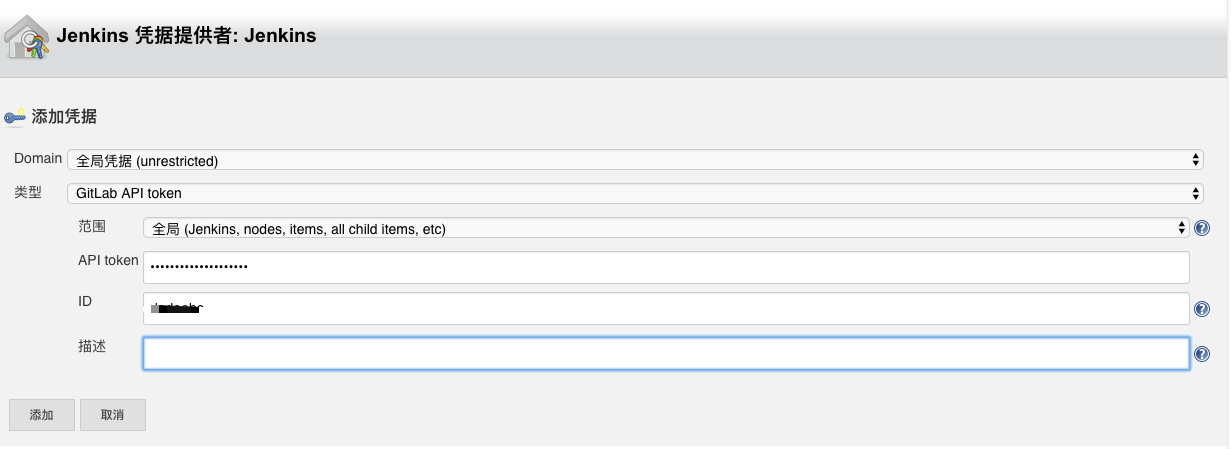 Jenkins 凭据提供者: Jenkins
添加凭据
Domain 全局凭据 (unrestricted)
类型 GitLab API token
范围 全局 (Jenkins, nodes, items, all child items, etc)
API token ••••••••••••••••••••
ID
描述
添加 取消